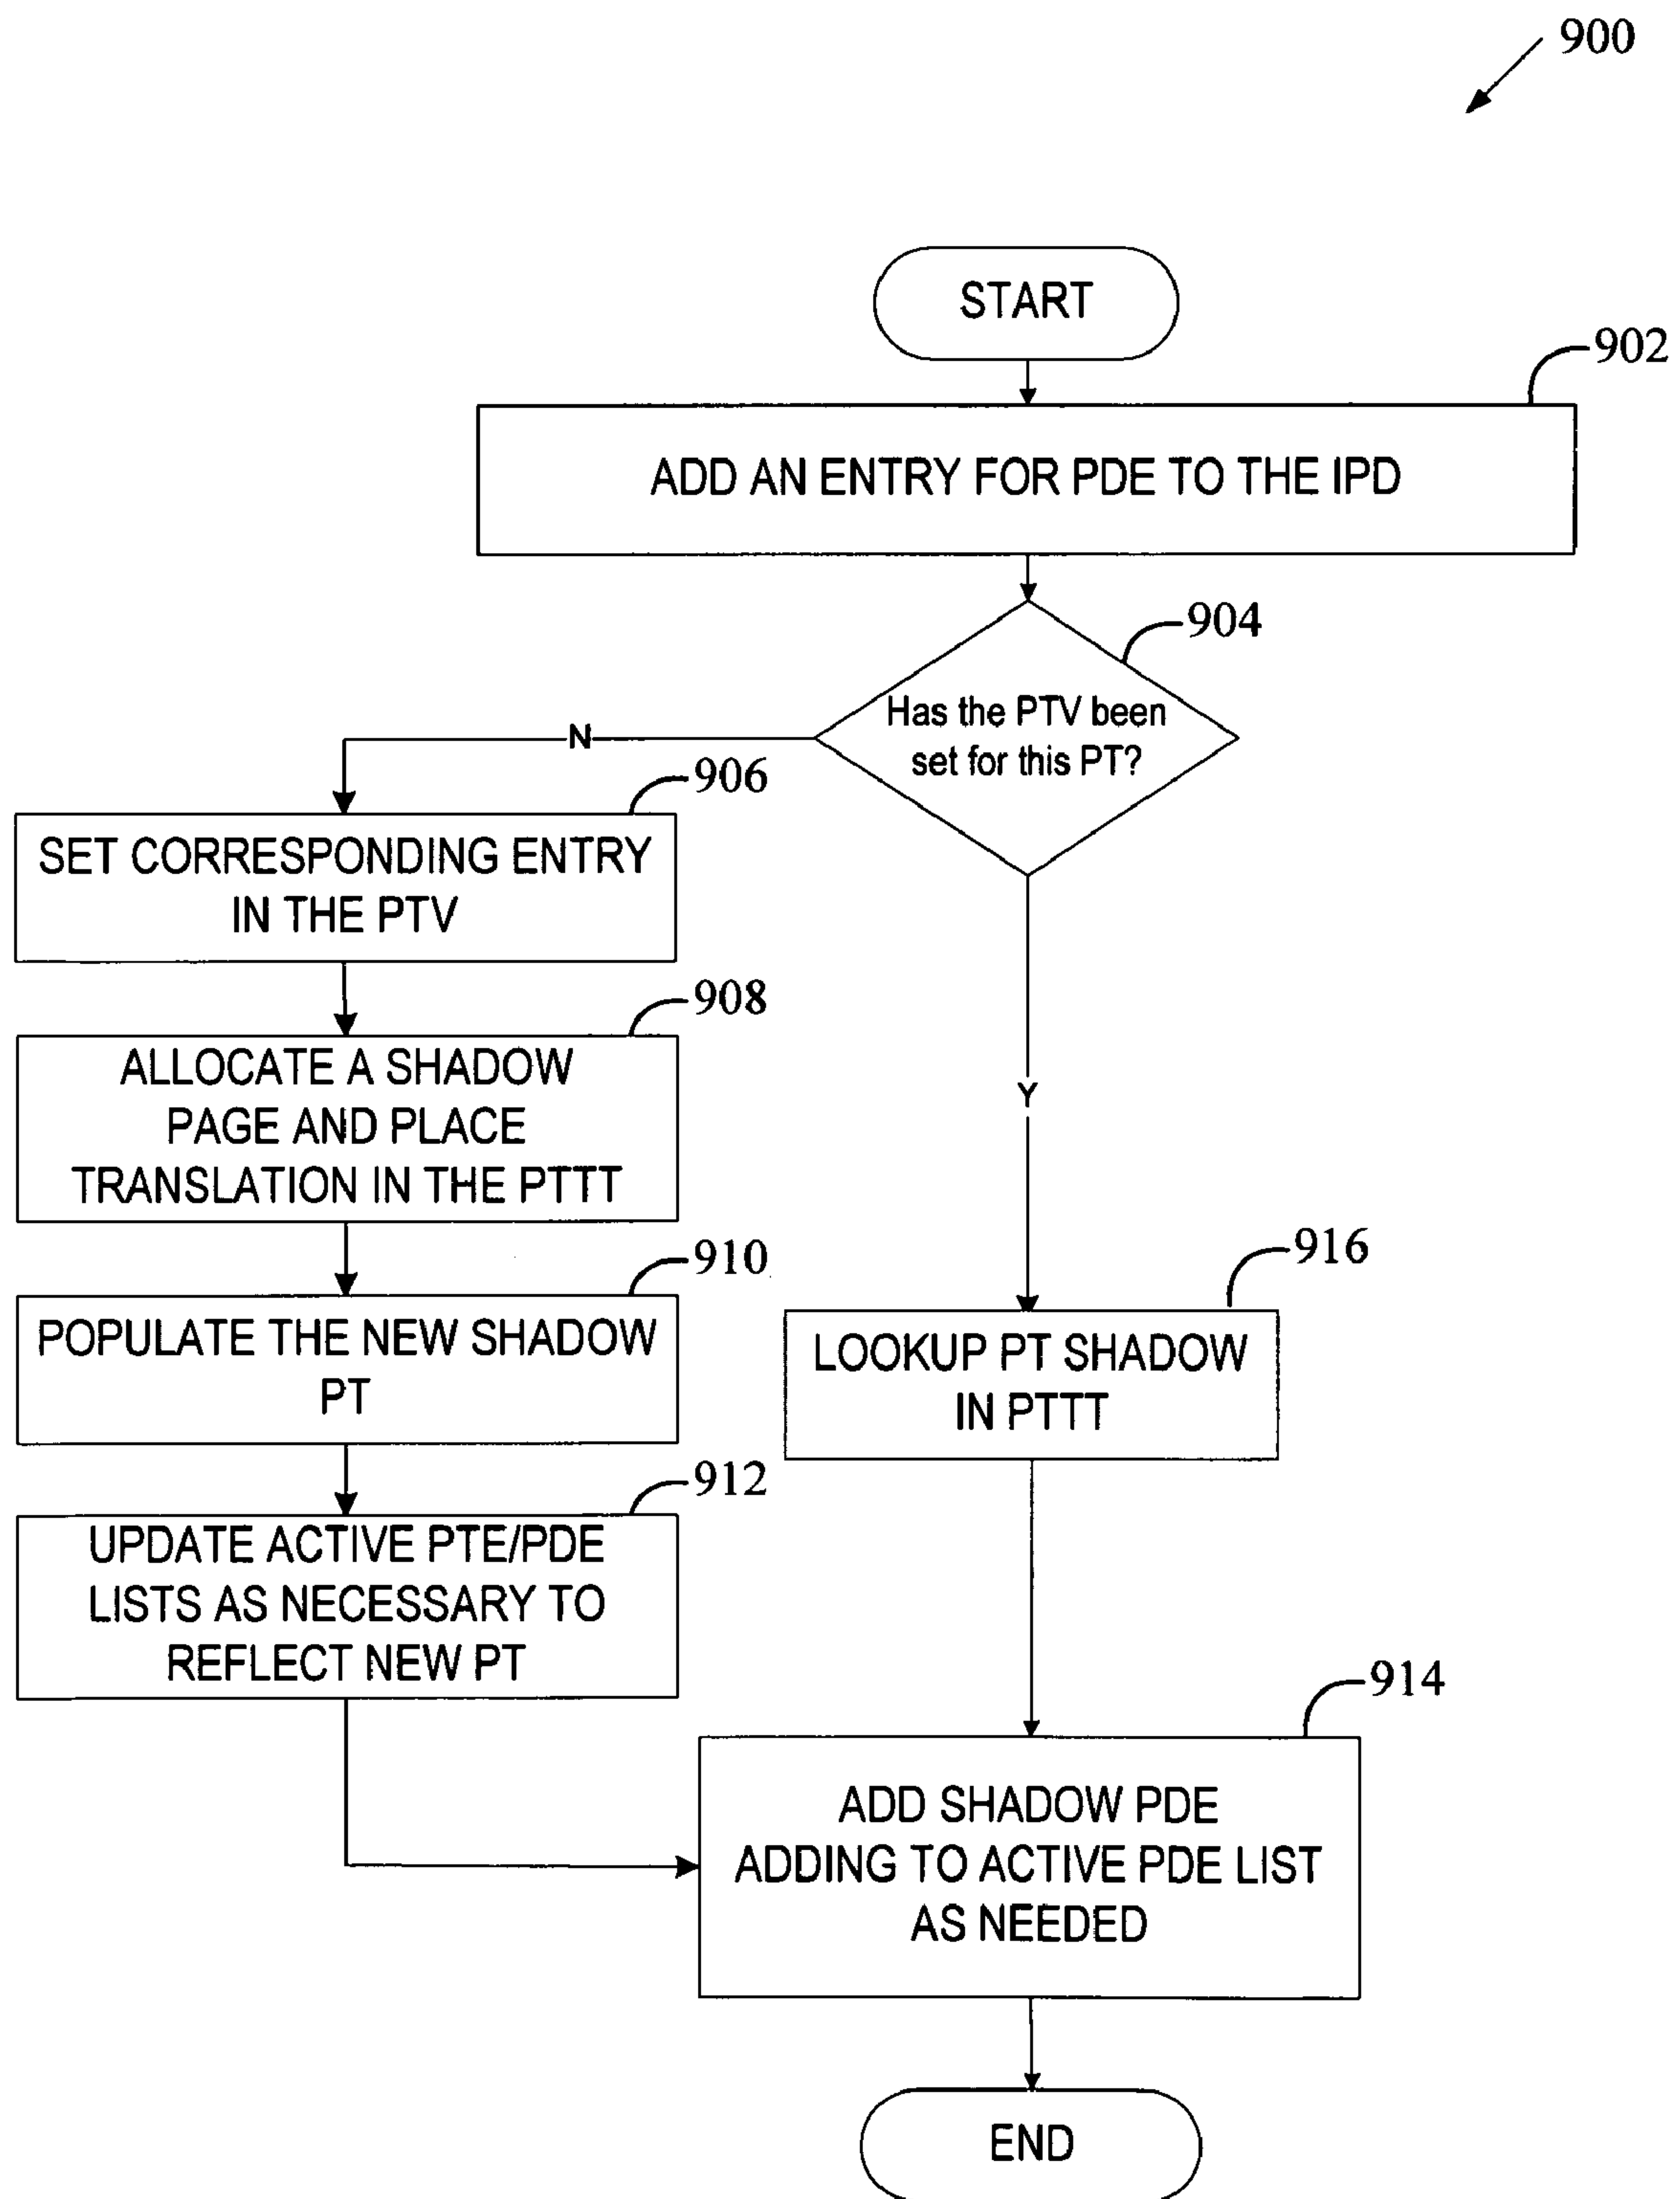 900
START
902
ADD AN ENTRY FOR PDE TO THE IPD
904
Has the PTV been
set for this PT?
N
906
SET CORRESPONDING ENTRY
IN THE PTV
908
ALLOCATE A SHADOW
PAGE AND PLACE
TRANSLATION IN THE PTTT
Y
910
POPULATE THE NEW SHADOW
PT
916
LOOKUP PT SHADOW
IN PTTT
912
UPDATE ACTIVE PTE/PDE
LISTS AS NECESSARY TO
REFLECT NEW PT
914
ADD SHADOW PDE
ADDING TO ACTIVE PDE LIST
AS NEEDED
END